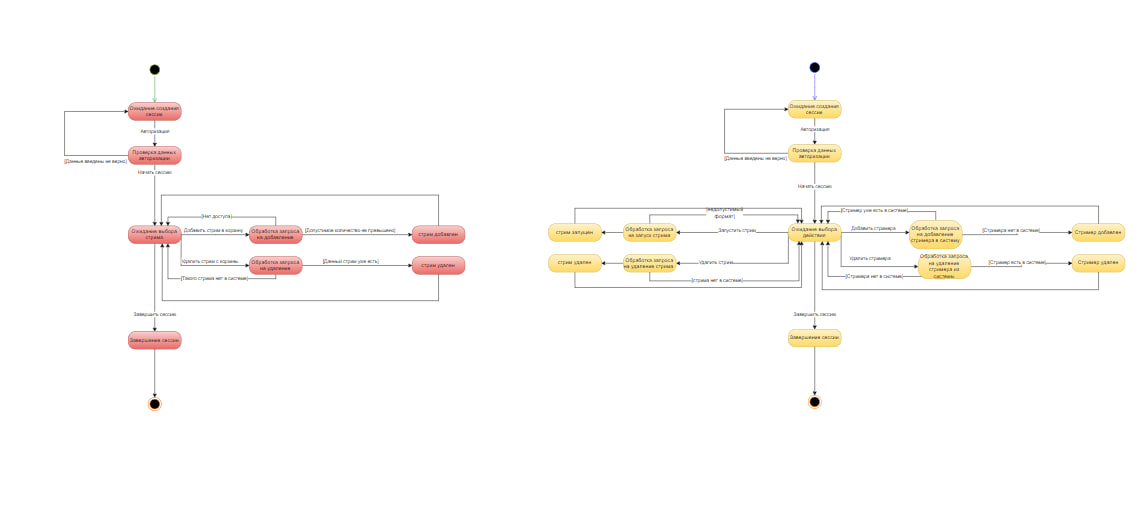 Ожидание создания
сессии
Авторизация
[Данные введены не верно]
Проверка данных
авторизации
Начать сессию
[Нет доступа]
Ожидание выбора
стрима
Добавить стрим в корзину
Обработка запроса
на добавление
[Допустимое количество не превышено]
стрим добавлен
Удалить стрим с корзины
Обработка запроса
на удаление
[Данный стрим уже есть]
стрим удален
[Такого стрима нет в системе]
Завершить сессию
Завершение сессии
Ожидание создания
сессии
Авторизация
[Данные введены не верно]
Проверка данных
авторизации
Начать сессию
[Недопустимый
формат]
[Стример уже есть в системе]
стрим запущен
Обработка запроса
на запуск стрима
Запустить стрим
Ожидание выбора
действия
Добавить стримера
Обработка запроса
на добавление
стримера в систему.
[Стримера нет в системе]
Стример добавлен
стрим удален
Обработка запроса
на удаление стрима
Удалить стрим
Удалить стримера
Обработка запроса
на удаление
стримера из
системы
[Стример есть в системе]
Стример удален
[стрима нет в системе]
[Стримера нет в системе]
Завершить сессию
Завершение сессии